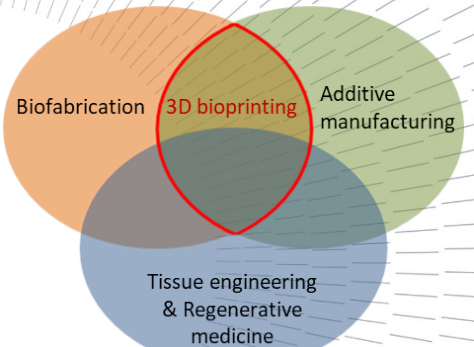 Biofabrication
3D bioprinting
Additive
manufacturing
Tissue engineering
& Regenerative
medicine